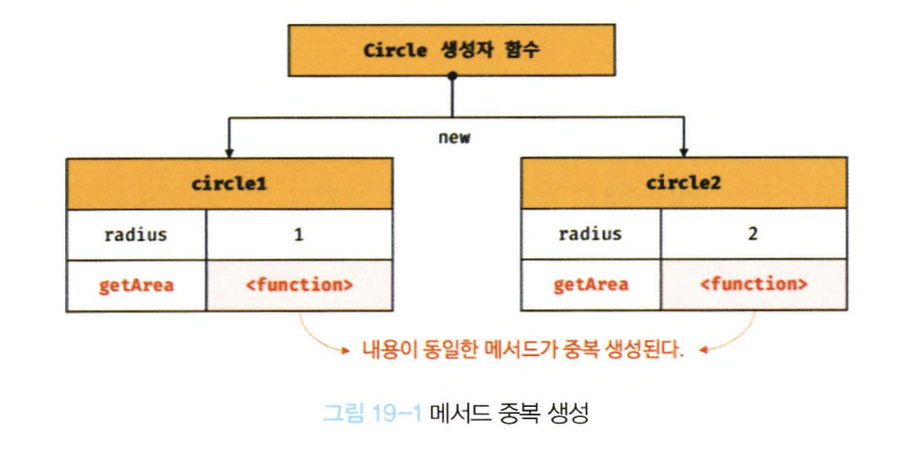 Circle 생성자 함수
new
circle1
circle2
radius 1
radius 2
getArea <function>
getArea <function>
내용이 동일한 메서드가 중복 생성된다.
그림 19-1 메서드 중복 생성